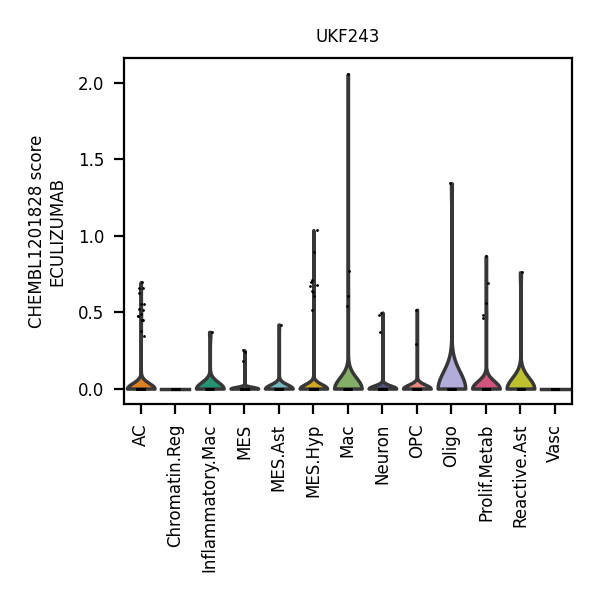 UKF243
CHEMBL1201828 score
ECULIZUMAB
2.0
1.5
1.0
0.5
0.0
AC
Chromatin.Reg
Inflammatory.Mac
MES
MES.Ast
MES.Hyp
Mac
Neuron
OPC
Oligo
Prolif.Metab
Reactive.Ast
Vasc